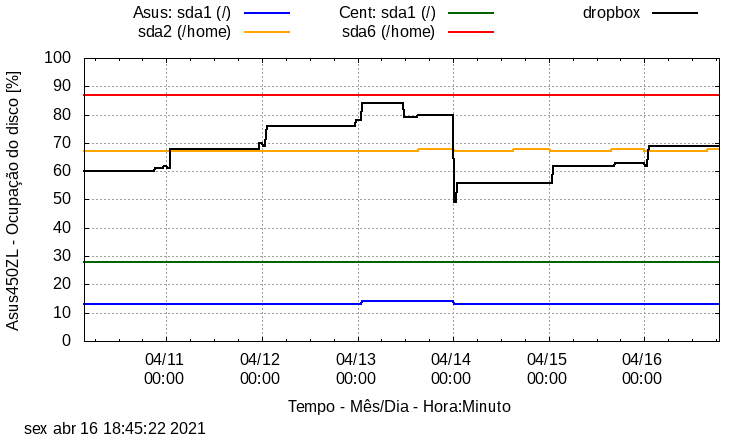 Asus: sda1 (/) Cent: sda1 (/) dropbox
sda2 (/home) sda6 (/home)
Asus450ZL - Ocupação do disco [%]
100
90
80
70
60
50
40
30
20
10
0
04/11 04/12 04/13 04/14 04/15 04/16
00:00 00:00 00:00 00:00 00:00 00:00
Tempo - Mês/Dia - Hora:Minuto
sex abr 16 18:45:22 2021